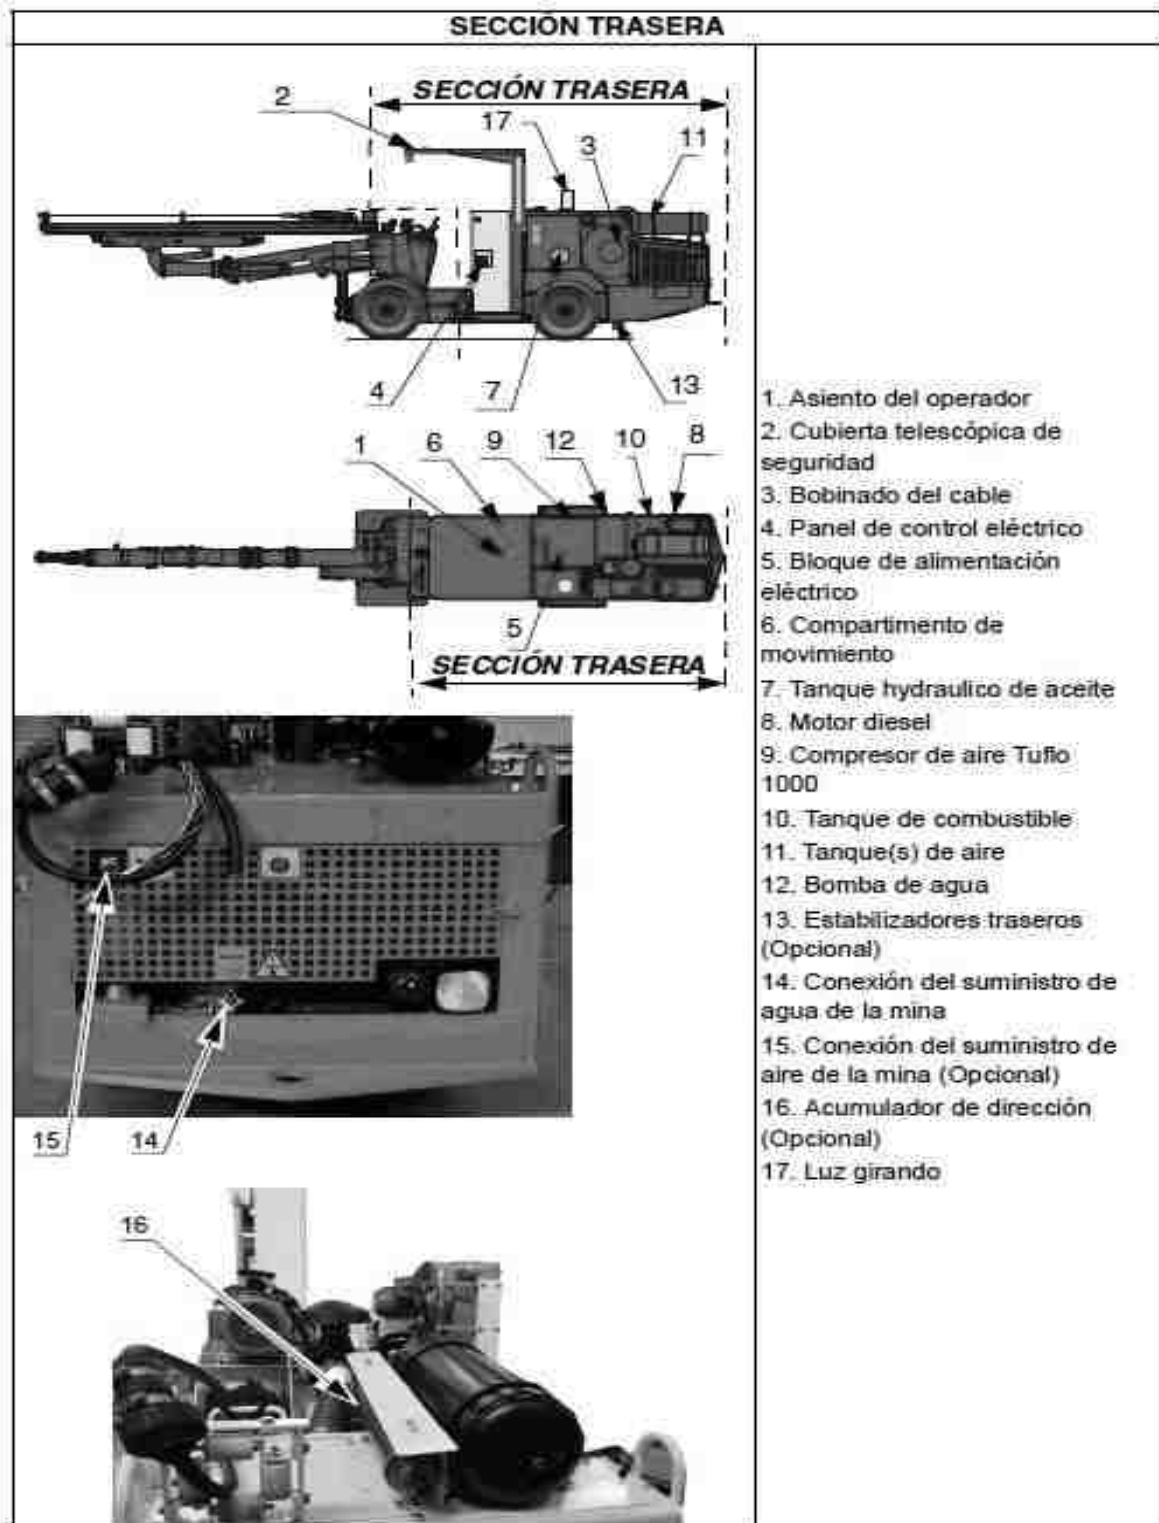 SECCIÓN TRASERA
SECCIÓN TRASERA
2
17
3
11
4
7
13
1
6
9
12
10
8
5
SECCIÓN TRASERA
15
14
16
1. Asiento del operador
2. Cubierta telescópica de
seguridad
3. Bobinado del cable
4. Panel de control eléctrico
5. Bloque de alimentación
eléctrico
6. Compartimento de
movimiento
7. Tanque hydraulico de aceite
8. Motor diesel
9. Compresor de aire Tuflo
1000
10. Tanque de combustible
11. Tanque(s) de aire
12. Bomba de agua
13. Estabilizadores traseros
(Opcional)
14. Conexión del suministro de
agua de la mina
15. Conexión del suministro de
aire de la mina (Opcional)
16. Acumulador de dirección
(Opcional)
17. Luz girando